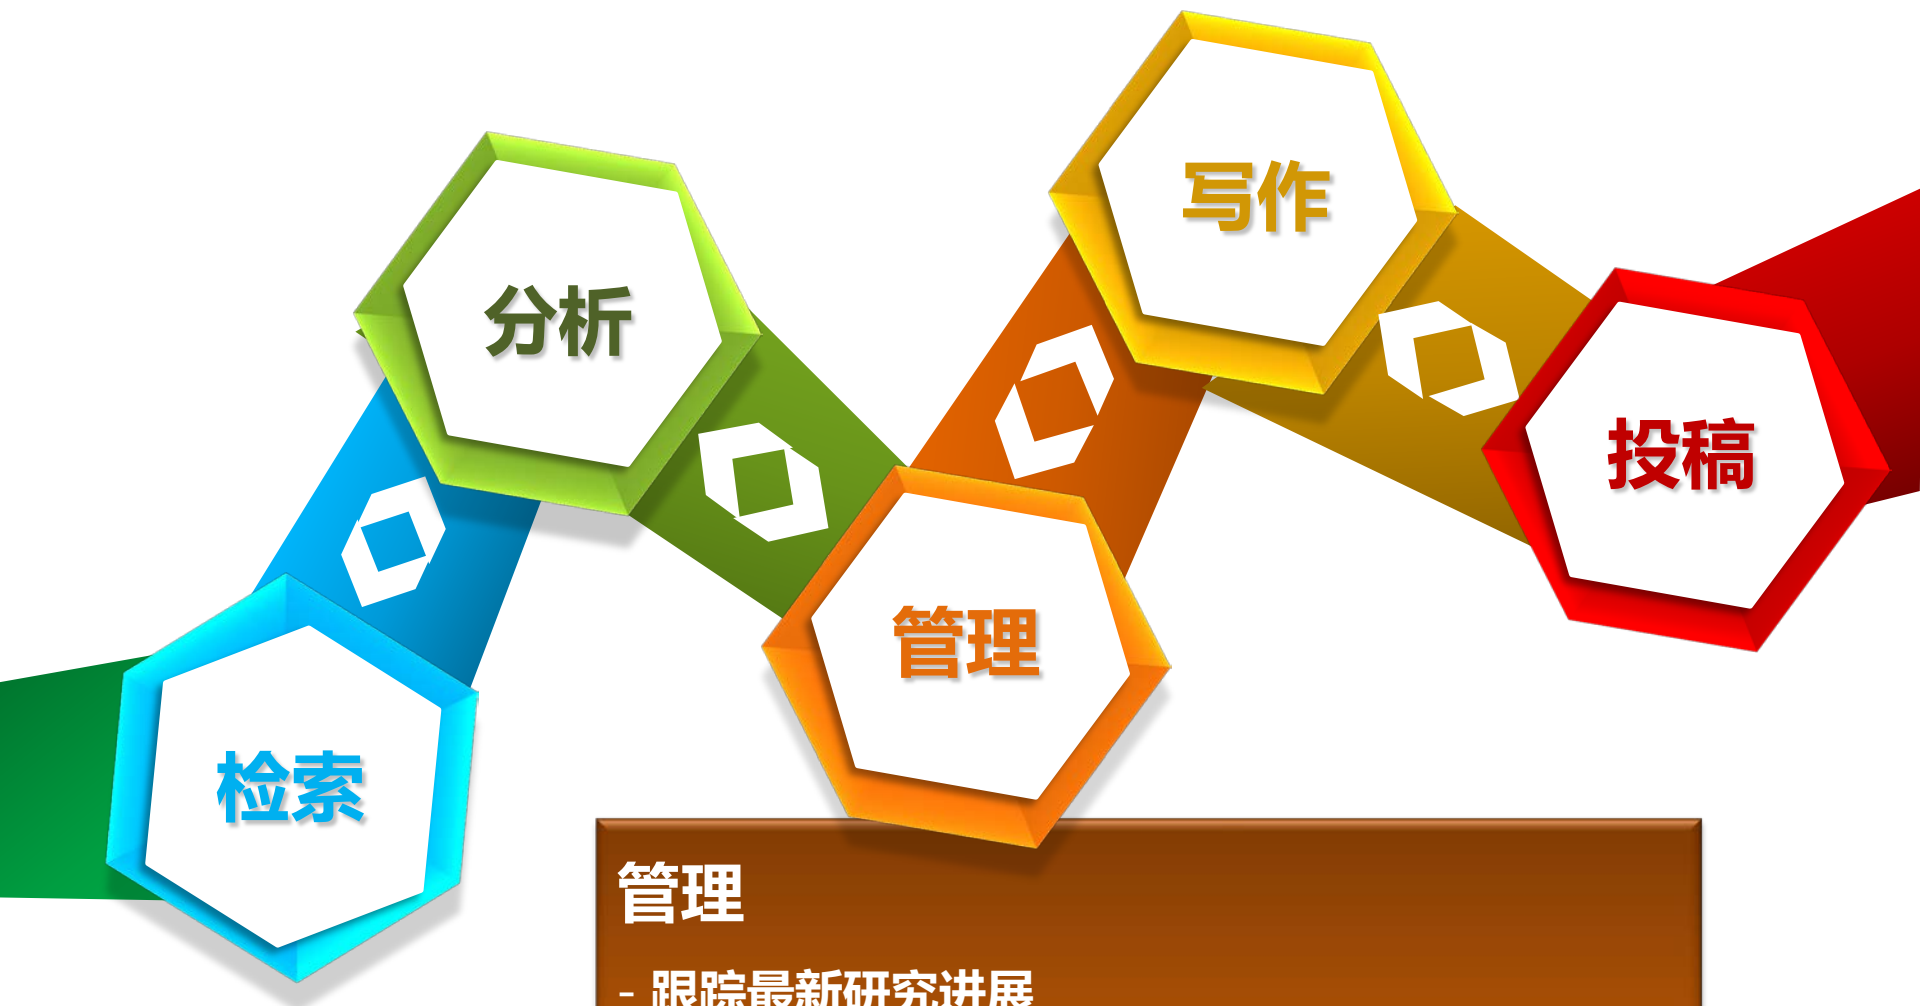 检索
分析
管理
写作
投稿
管理
- 跟踪最新研究进展